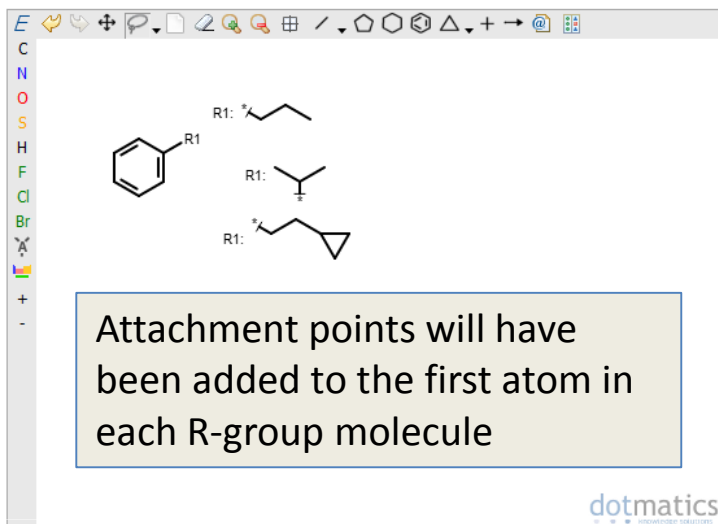 E
C
N
O
S
H
F
Cl
Br
A
+
-
R1
R1: *
R1:
*
R1: *
Attachment points will have
been added to the first atom in
each R-group molecule
dotmatics
knowledge solutions